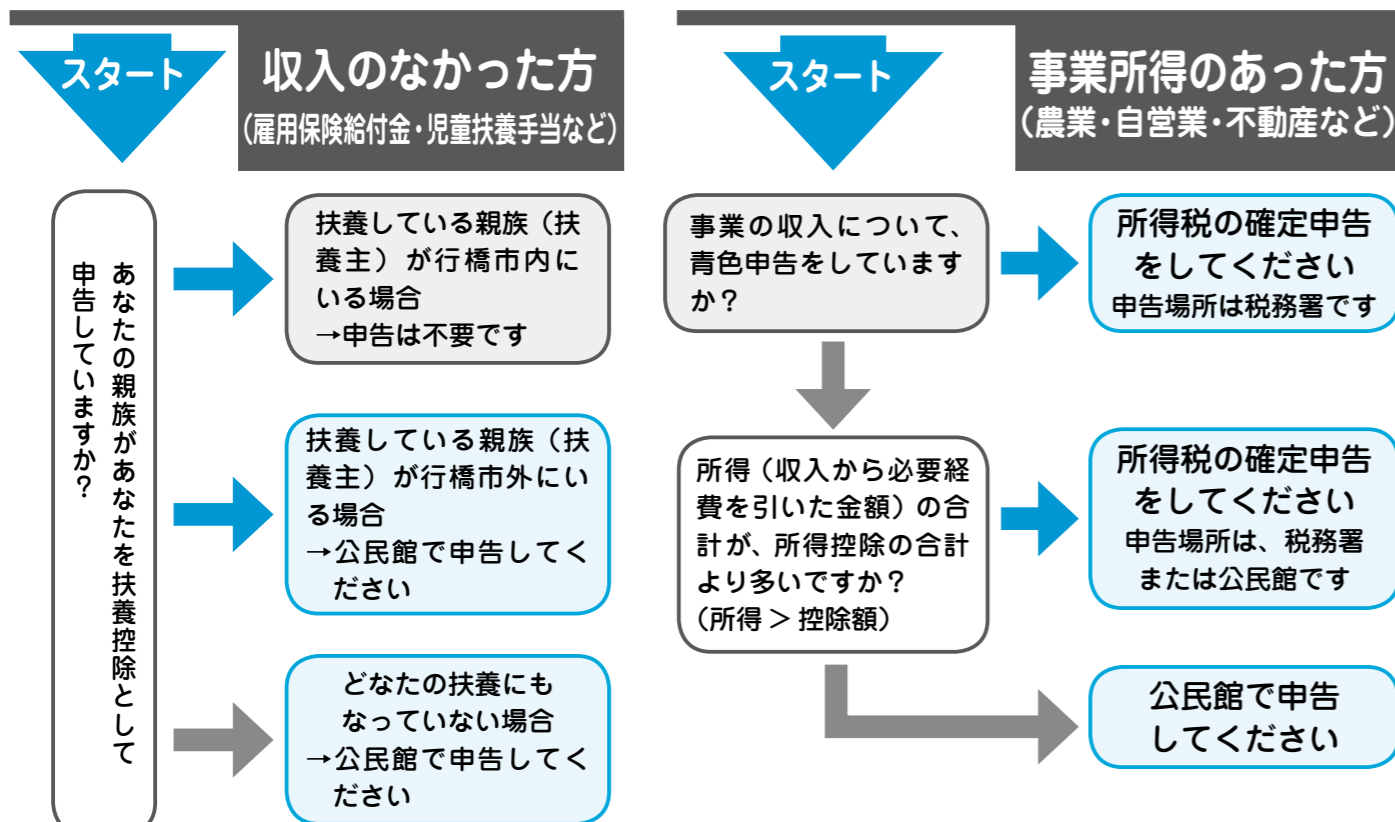 スタート
収入のなかった方
（雇用保険給付金・児童扶養手当など）
あなたの親族があなたを扶養控除として
申告していますか？
扶養している親族（扶
養主）が行橋市内に
いる場合
→申告は不要です
扶養している親族（扶
養主）が行橋市外にい
る場合
→公民館で申告してく
ださい
どなたの扶養にも
なっていない場合
→公民館で申告してく
ださい
スタート
事業所得のあった方
（農業・自営業・不動産など）
事業の収入について、
青色申告をしています
か？
所得税の確定申告
をしてください
申告場所は税務署です
所得（収入から必要経
費を引いた金額）の合
計が、所得控除の合計
より多いですか？
（所得 > 控除額）
所得税の確定申告
をしてください
申告場所は、税務署
または公民館です
公民館で申告
してください